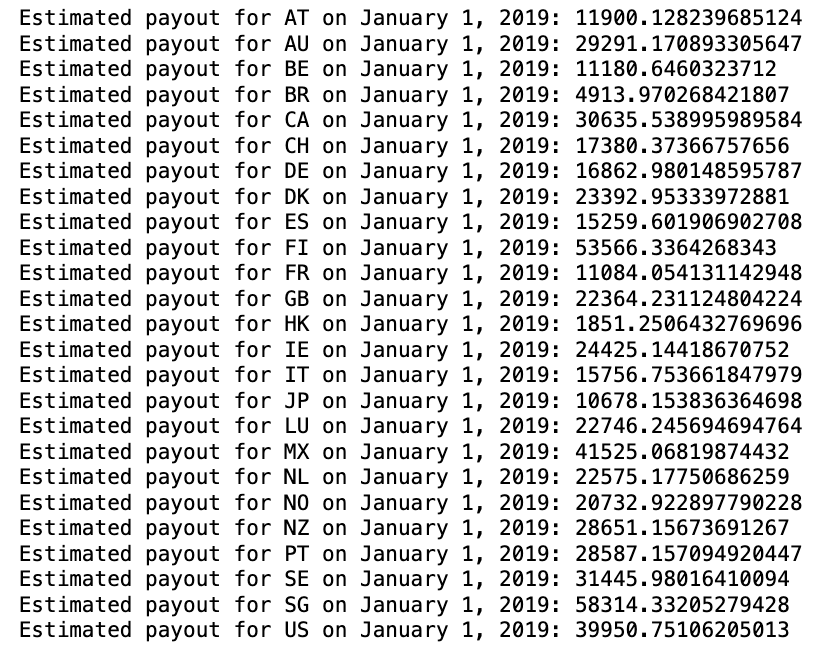 Estimated payout for AT on January 1, 2019: 11900.128239685124
Estimated payout for AU on January 1, 2019: 29291.170893305647
Estimated payout for BE on January 1, 2019: 11180.6460323712
Estimated payout for BR on January 1, 2019: 4913.970268421807
Estimated payout for CA on January 1, 2019: 30635.538995989584
Estimated payout for CH on January 1, 2019: 17380.37366757656
Estimated payout for DE on January 1, 2019: 16862.980148595787
Estimated payout for DK on January 1, 2019: 23392.95333972881
Estimated payout for ES on January 1, 2019: 15259.601906902708
Estimated payout for FI on January 1, 2019: 53566.3364268343
Estimated payout for FR on January 1, 2019: 11084.054131142948
Estimated payout for GB on January 1, 2019: 22364.231124804224
Estimated payout for HK on January 1, 2019: 1851.2506432769696
Estimated payout for IE on January 1, 2019: 24425.14418670752
Estimated payout for IT on January 1, 2019: 15756.753661847979
Estimated payout for JP on January 1, 2019: 10678.153836364698
Estimated payout for LU on January 1, 2019: 22746.245694694764
Estimated payout for MX on January 1, 2019: 41525.06819874432
Estimated payout for NL on January 1, 2019: 22575.17750686259
Estimated payout for NO on January 1, 2019: 20732.922897790228
Estimated payout for NZ on January 1, 2019: 28651.15673691267
Estimated payout for PT on January 1, 2019: 28587.157094920447
Estimated payout for SE on January 1, 2019: 31445.98016410094
Estimated payout for SG on January 1, 2019: 58314.33205279428
Estimated payout for US on January 1, 2019: 39950.75106205013